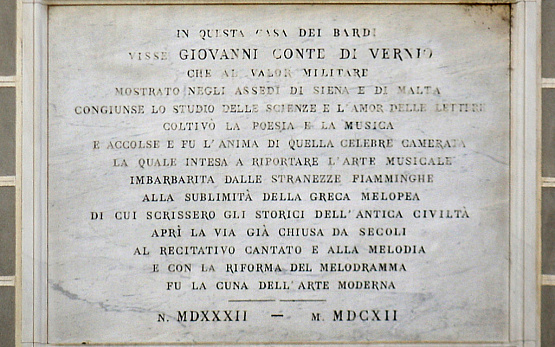 IN QUESTA CASA DEI BARDI
VISSE GIOVANNI CONTE DI VERNIO
CHE AL VALOR MILITARE
MOSTRATO NEGLI ASSEDI DI SIENA E DI MALTA
CONGIUNSE LO STUDIO DELLE SCIENZE E L'AMOR DELLE LETTERE
COLTIVÒ LA POESIA E LA MUSICA
E ACCOLSE E FU L'ANIMA DI QUELLA CELEBRE CAMERATA
LA QUALE INTESA A RIPORTARE L'ARTE MUSICALE
IMBARBARITA DALLE STRANEZZE FIAMMINGHE
ALLA SUBLIMITÀ DELLA GRECA MELOPEA
DI CUI SCRISSERO GLI STORICI DELL'ANTICA CIVILTÀ
APRÌ LA VIA GIÀ CHIUSA DA SECOLI
AL RECITATIVO CANTATO E ALLA MELODIA
E CON LA RIFORMA DEL MELODRAMMA
FU LA CUNA DELL'ARTE MODERNA
N. MDXXXII — M. MDCXII